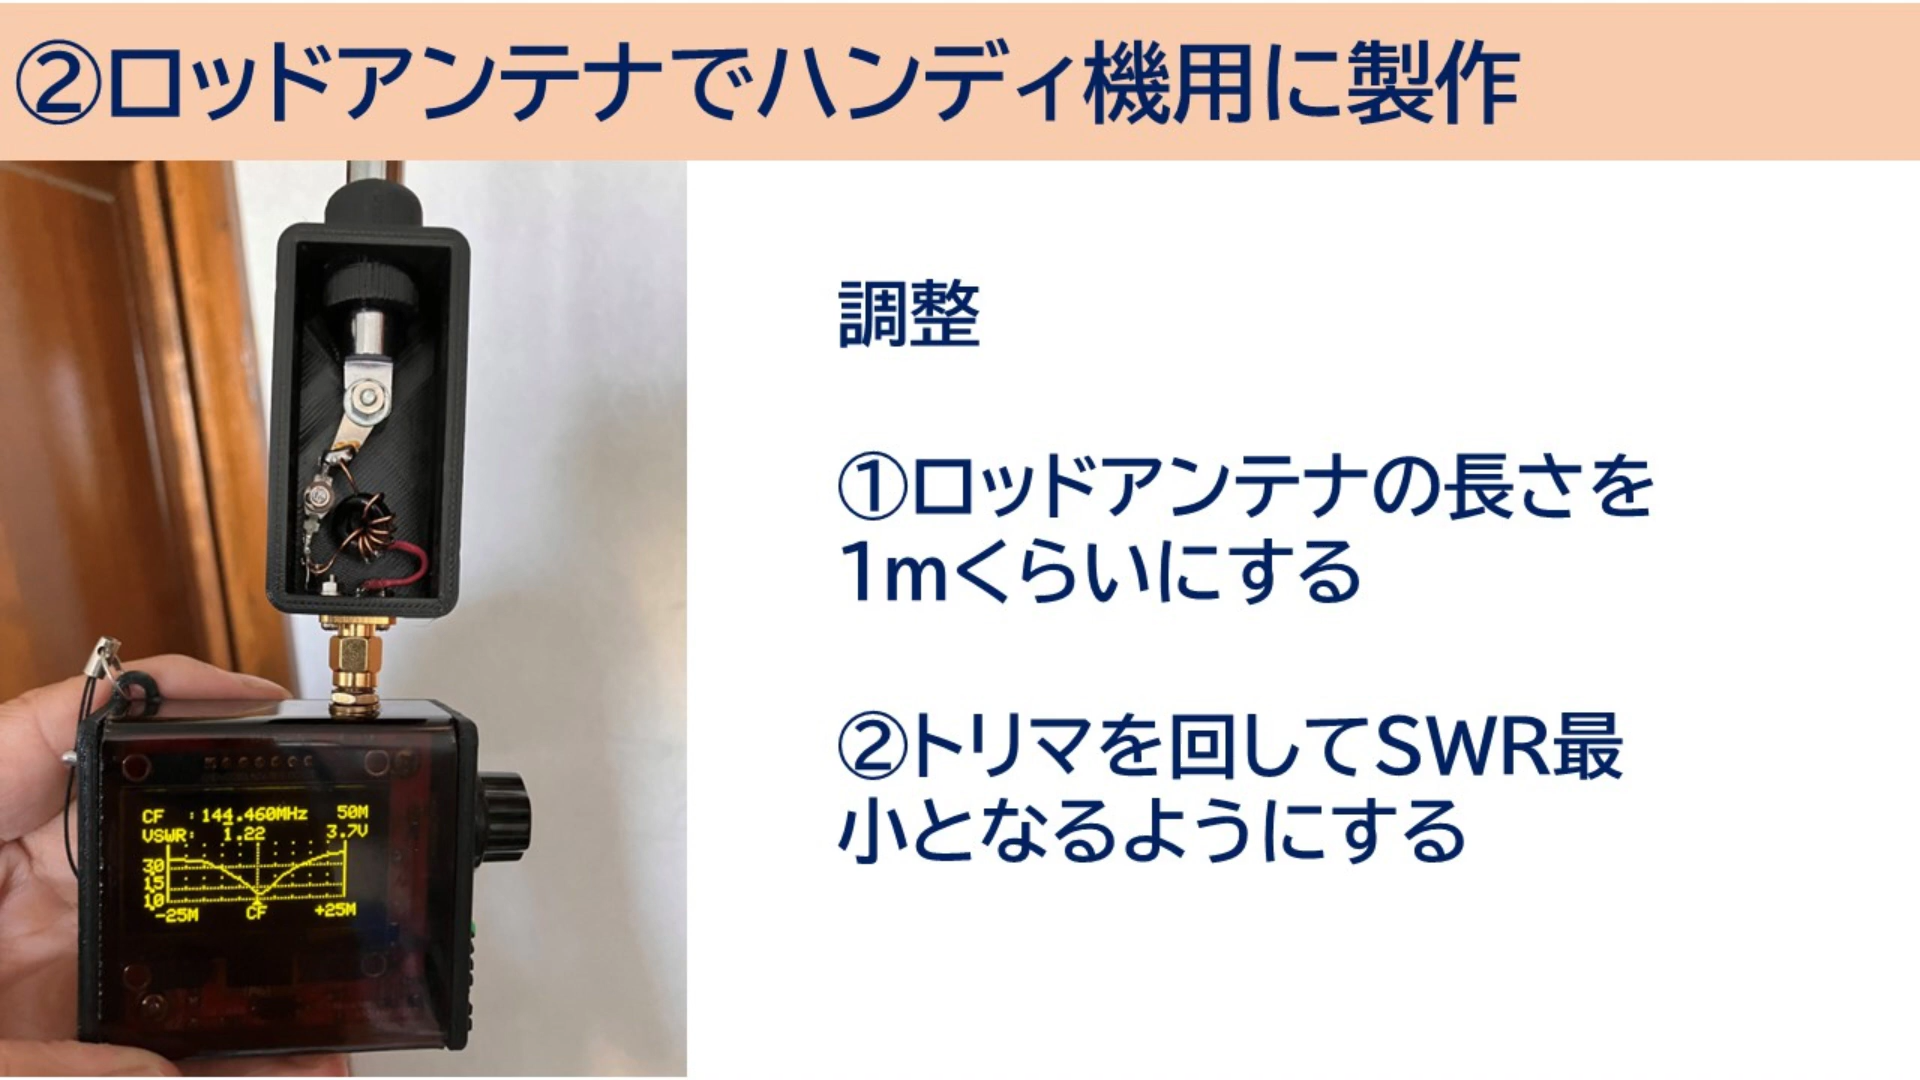 ②ロッドアンテナでハンディ機用に製作
調整
①ロッドアンテナの長さを
1mくらいにする
②トリマを回してSWR最
小となるようにする
CF :144.460MHz 50M
VSWR: 1.22 3.7V
30
15
10
-25M CF +25M